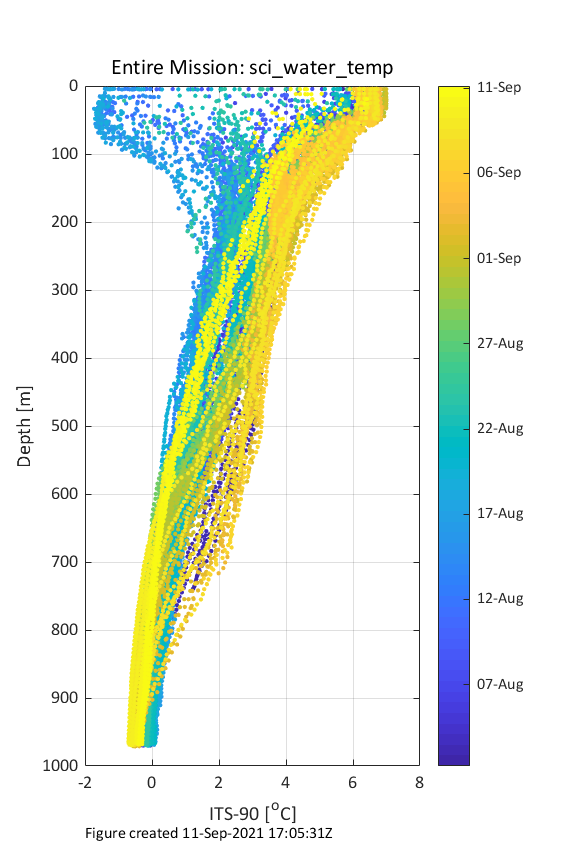 Entire Mission: sci_water_temp
0
100
200
300
400
500
600
700
800
900
1000
Depth [m]
-2 0 2 4 6 8
ITS-90 [°C]
Figure created 11-Sep-2021 17:05:31Z
11-Sep
06-Sep
01-Sep
27-Aug
22-Aug
17-Aug
12-Aug
07-Aug